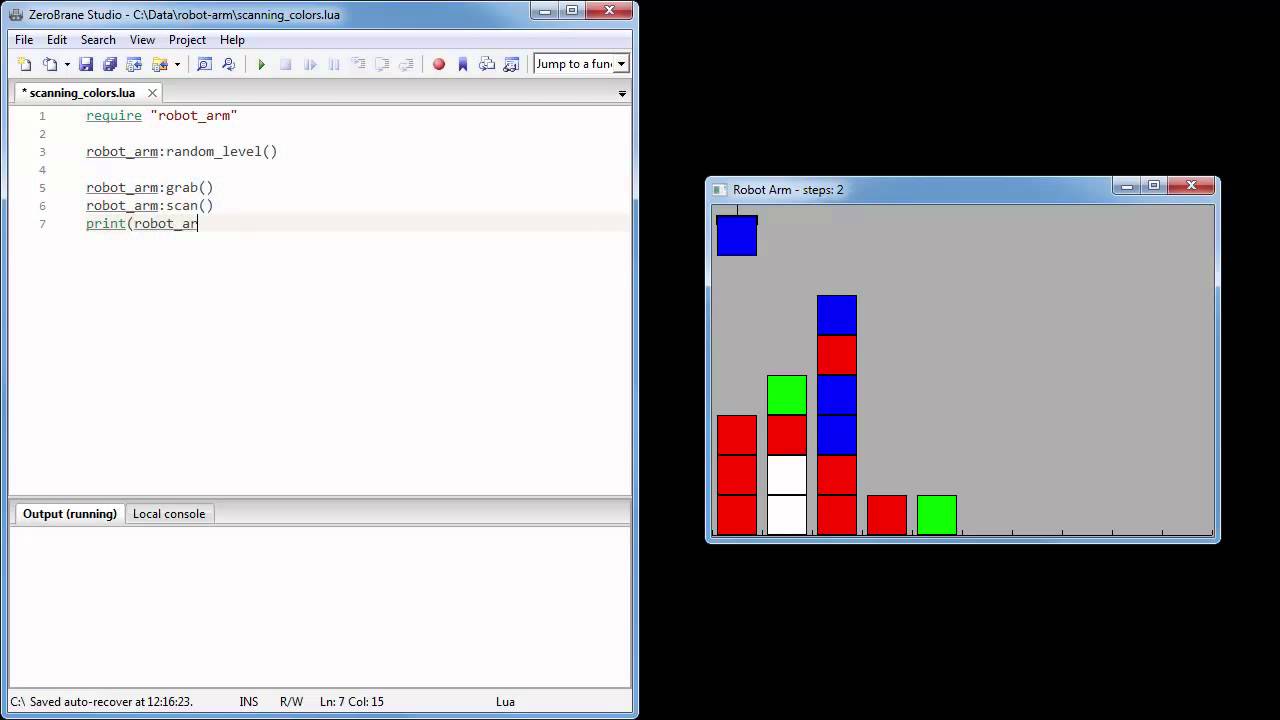 ZeroBrane Studio - C:\Data\robot-arm\scanning_colors.lua
File Edit Search View Project Help
Jump to a fun
* scanning_colors.lua
1 require "robot_arm"
2
3 robot_arm:random_level()
4
5 robot_arm:grab()
6 robot_arm:scan()
7 print(robot_ar
Output (running) Local console
C:\ Saved auto-recover at 12:16:23. INS R/W Ln: 7 Col: 15 Lua
Robot Arm - steps: 2